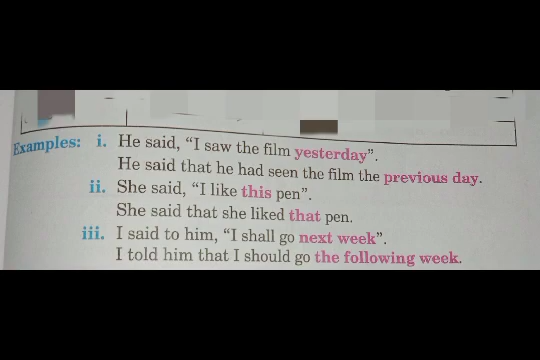 Examples: i. He said, “I saw the film yesterday”.
He said that he had seen the film the previous day.
ii. She said, “I like this pen”.
She said that she liked that pen.
iii. I said to him, “I shall go next week”.
I told him that I should go the following week.